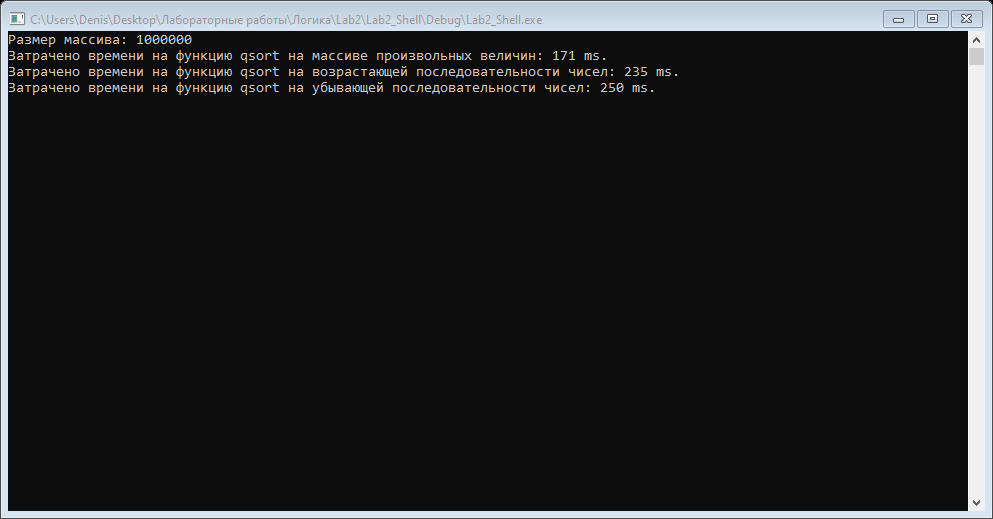 C:\Users\Denis\Desktop\Лабораторные работы\Логика\Lab2\Lab2_Shell\Debug\Lab2_Shell.exe
Размер массива: 1000000
Затрачено времени на функцию qsort на массиве произвольных величин: 171 ms.
Затрачено времени на функцию qsort на возрастающей последовательности чисел: 235 ms.
Затрачено времени на функцию qsort на убывающей последовательности чисел: 250 ms.